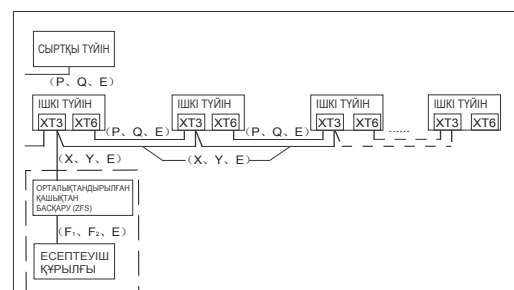 СЫРТҚЫ ТҮЙІН
(P、Q、E)
ІШКІ ТҮЙІН ІШКІ ТҮЙІН ІШКІ ТҮЙІН ІШКІ ТҮЙІН
XT3 XT6 XT3 XT6 XT3 XT6 ...... XT3 XT6
(P、Q、E) (P、Q、E)
(X、Y、E) (X、Y、E)
ОРТАЛЫҚТАНДЫРЫЛҒАН
ҚАШЫҚТАН
БАСҚАРУ (ZFS)
(F₁、F₂、E)
ЕСЕПТЕУІШ
ҚҰРЫЛҒЫ